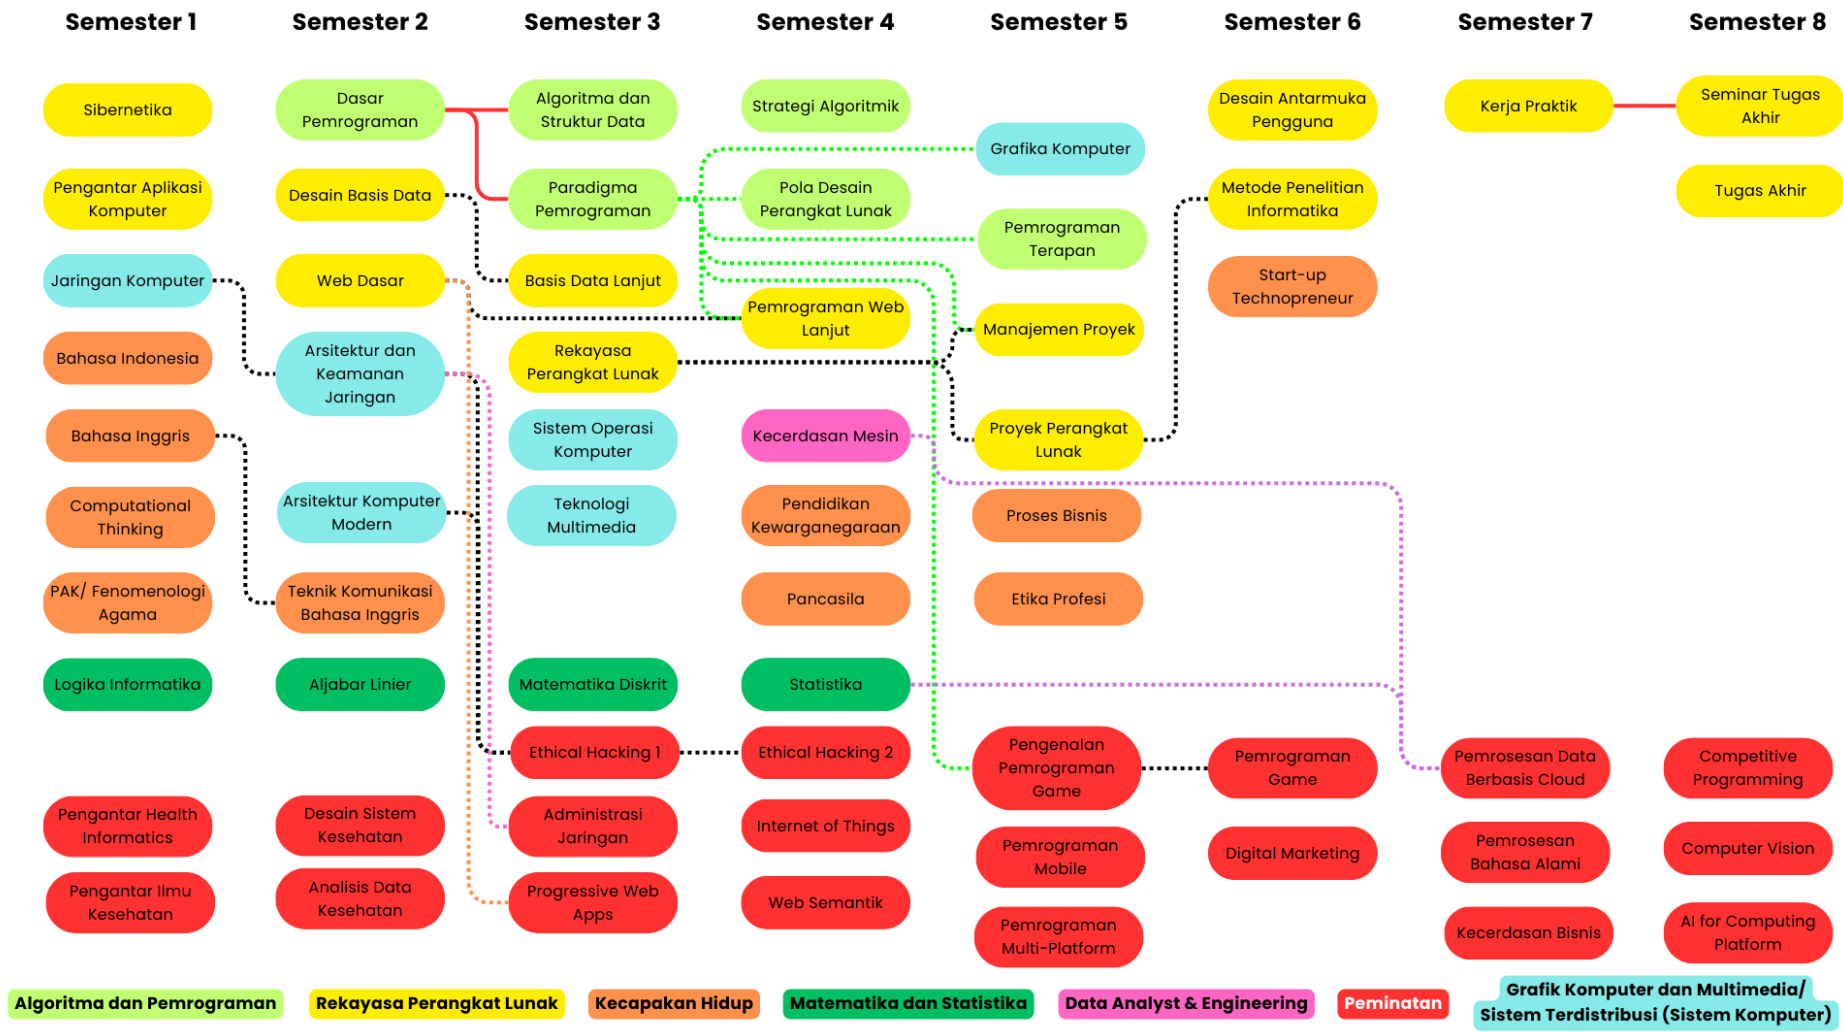 Semester 1
Semester 2
Semester 3
Semester 4
Semester 5
Semester 6
Semester 7
Semester 8
Sibernetika
Pengantar Aplikasi
Komputer
Jaringan Komputer
Bahasa Indonesia
Bahasa Inggris
Computational
Thinking
PAK/ Fenomenologi
Agama
Logika Informatika
Pengantar Health
Informatics
Pengantar Ilmu
Kesehatan
Dasar
Pemrograman
Desain Basis Data
Web Dasar
Arsitektur dan
Keamanan
Jaringan
Arsitektur Komputer
Modern
Teknik Komunikasi
Bahasa Inggris
Aljabar Linier
Desain Sistem
Kesehatan
Analisis Data
Kesehatan
Algoritma dan
Struktur Data
Paradigma
Pemrograman
Basis Data Lanjut
Rekayasa
Perangkat Lunak
Sistem Operasi
Komputer
Teknologi
Multimedia
Matematika Diskrit
Ethical Hacking 1
Administrasi
Jaringan
Progressive Web
Apps
Strategi Algoritmik
Pola Desain
Perangkat Lunak
Pemrograman Web
Lanjut
Kecerdasan Mesin
Pendidikan
Kewarganegaraan
Pancasila
Statistika
Ethical Hacking 2
Internet of Things
Web Semantik
Grafika Komputer
Pemrograman
Terapan
Manajemen Proyek
Proyek Perangkat
Lunak
Proses Bisnis
Etika Profesi
Pengenalan
Pemrograman
Game
Pemrograman
Mobile
Pemrograman
Multi-Platform
Desain Antarmuka
Pengguna
Metode Penelitian
Informatika
Start-up
Technopreneur
Pemrograman
Game
Digital Marketing
Kerja Praktik
Pemrosesan Data
Berbasis Cloud
Pemrosesan
Bahasa Alami
Kecerdasan Bisnis
Seminar Tugas
Akhir
Tugas Akhir
Competitive
Programming
Computer Vision
AI for Computing
Platform
Algoritma dan Pemrograman
Rekayasa Perangkat Lunak
Kecapakan Hidup
Matematika dan Statistika
Data Analyst & Engineering
Peminatan
Grafik Komputer dan Multimedia/
Sistem Terdistribusi (Sistem Komputer)